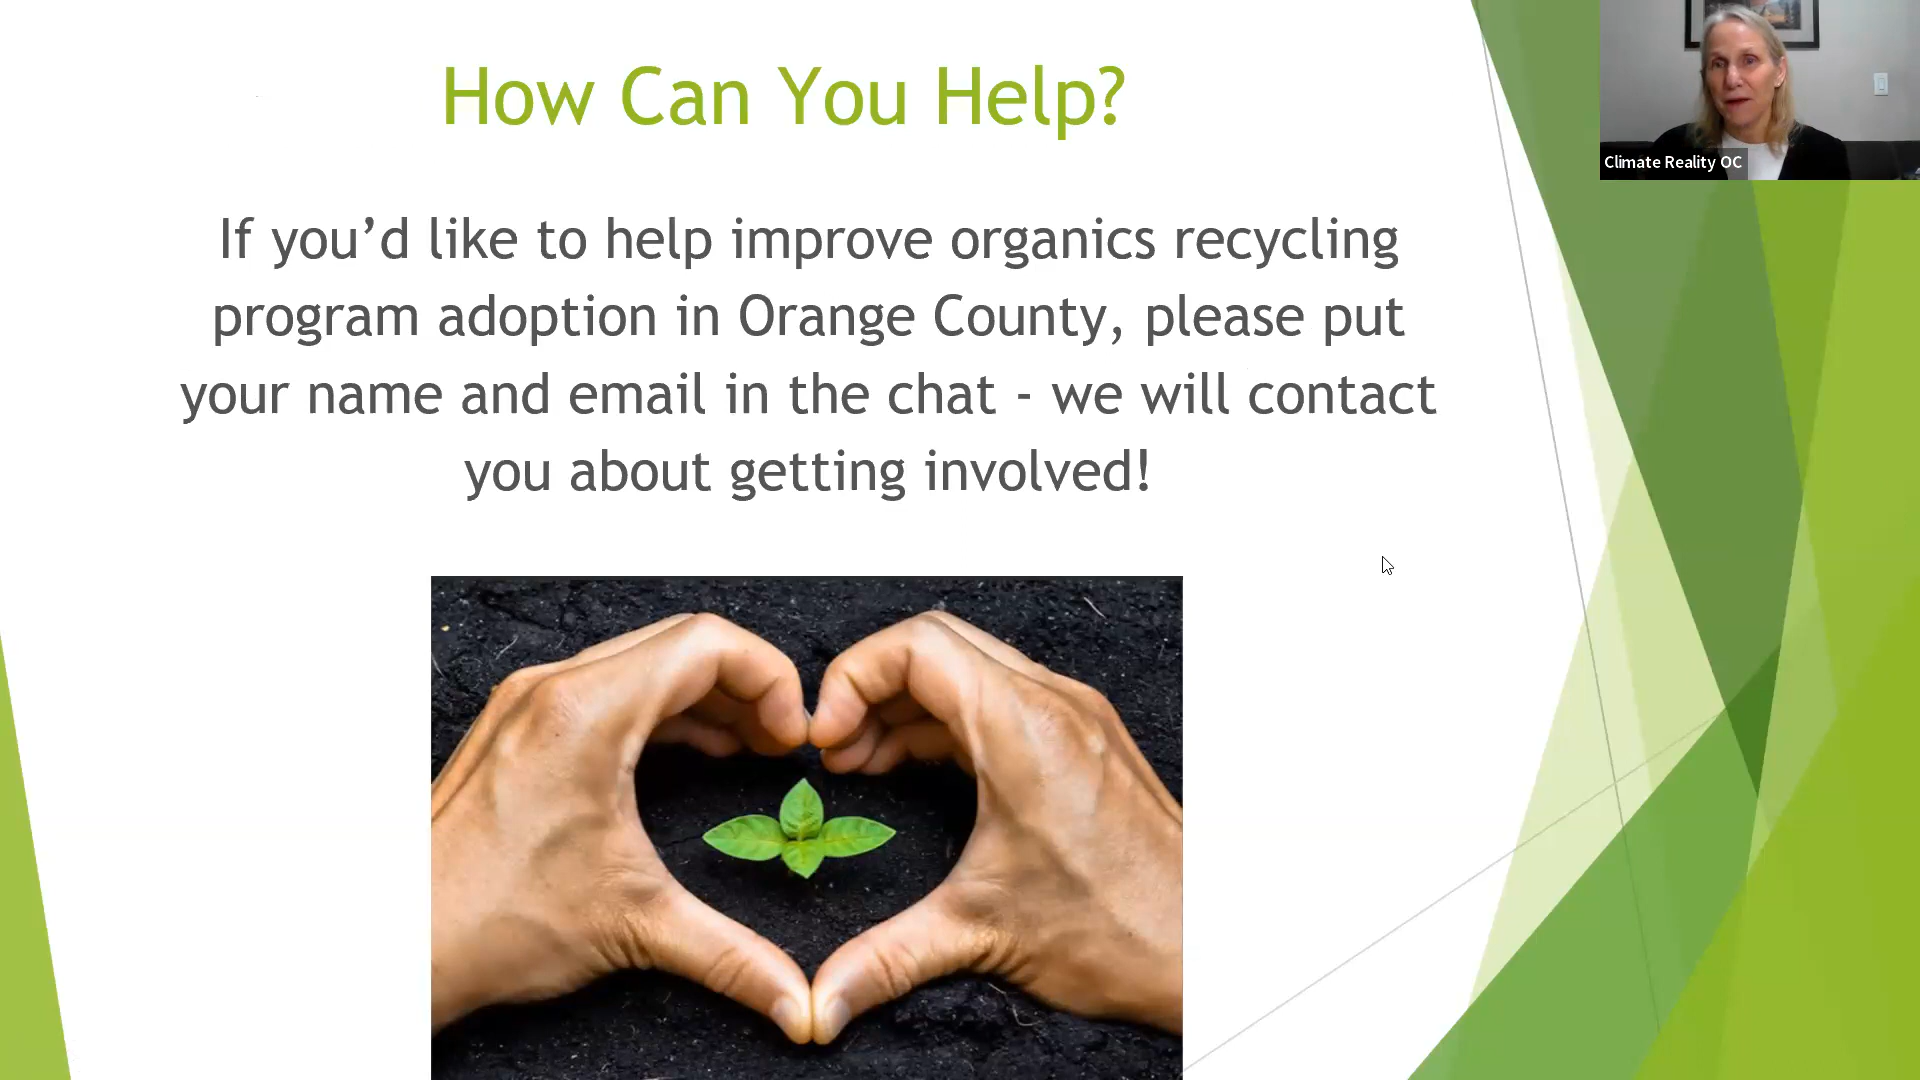 How Can You Help?
If you’d like to help improve organics recycling
program adoption in Orange County, please put
your name and email in the chat - we will contact
you about getting involved!
Climate Reality OC